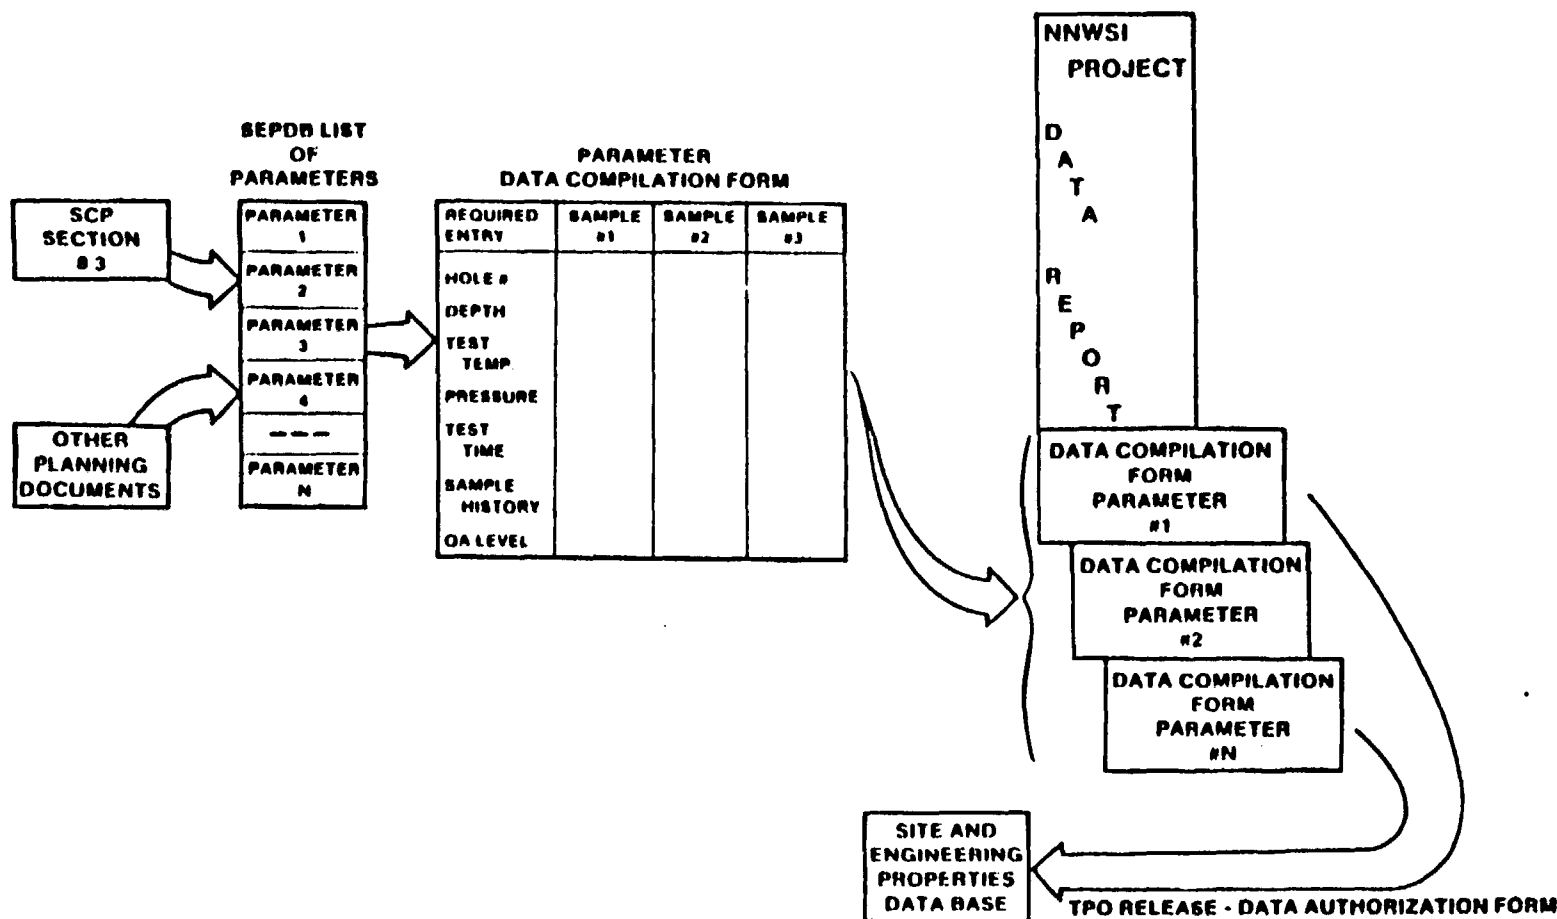 NNWSI
PROJECT
DATA
REPORT
SEPDB LIST
OF
PARAMETERS
PARAMETER
DATA COMPILATION FORM
SCP
SECTION
8 3
OTHER
PLANNING
DOCUMENTS
PARAMETER
1
PARAMETER
2
PARAMETER
3
PARAMETER
4
---
PARAMETER
N
REQUIRED
ENTRY
SAMPLE
#1
SAMPLE
#2
SAMPLE
#3
HOLE #
DEPTH
TEST
TEMP.
PRESSURE
TEST
TIME
SAMPLE
HISTORY
QA LEVEL
DATA COMPILATION
FORM
PARAMETER
#1
DATA COMPILATION
FORM
PARAMETER
#2
DATA COMPILATION
FORM
PARAMETER
#N
SITE AND
ENGINEERING
PROPERTIES
DATA BASE
TPO RELEASE - DATA AUTHORIZATION FORM